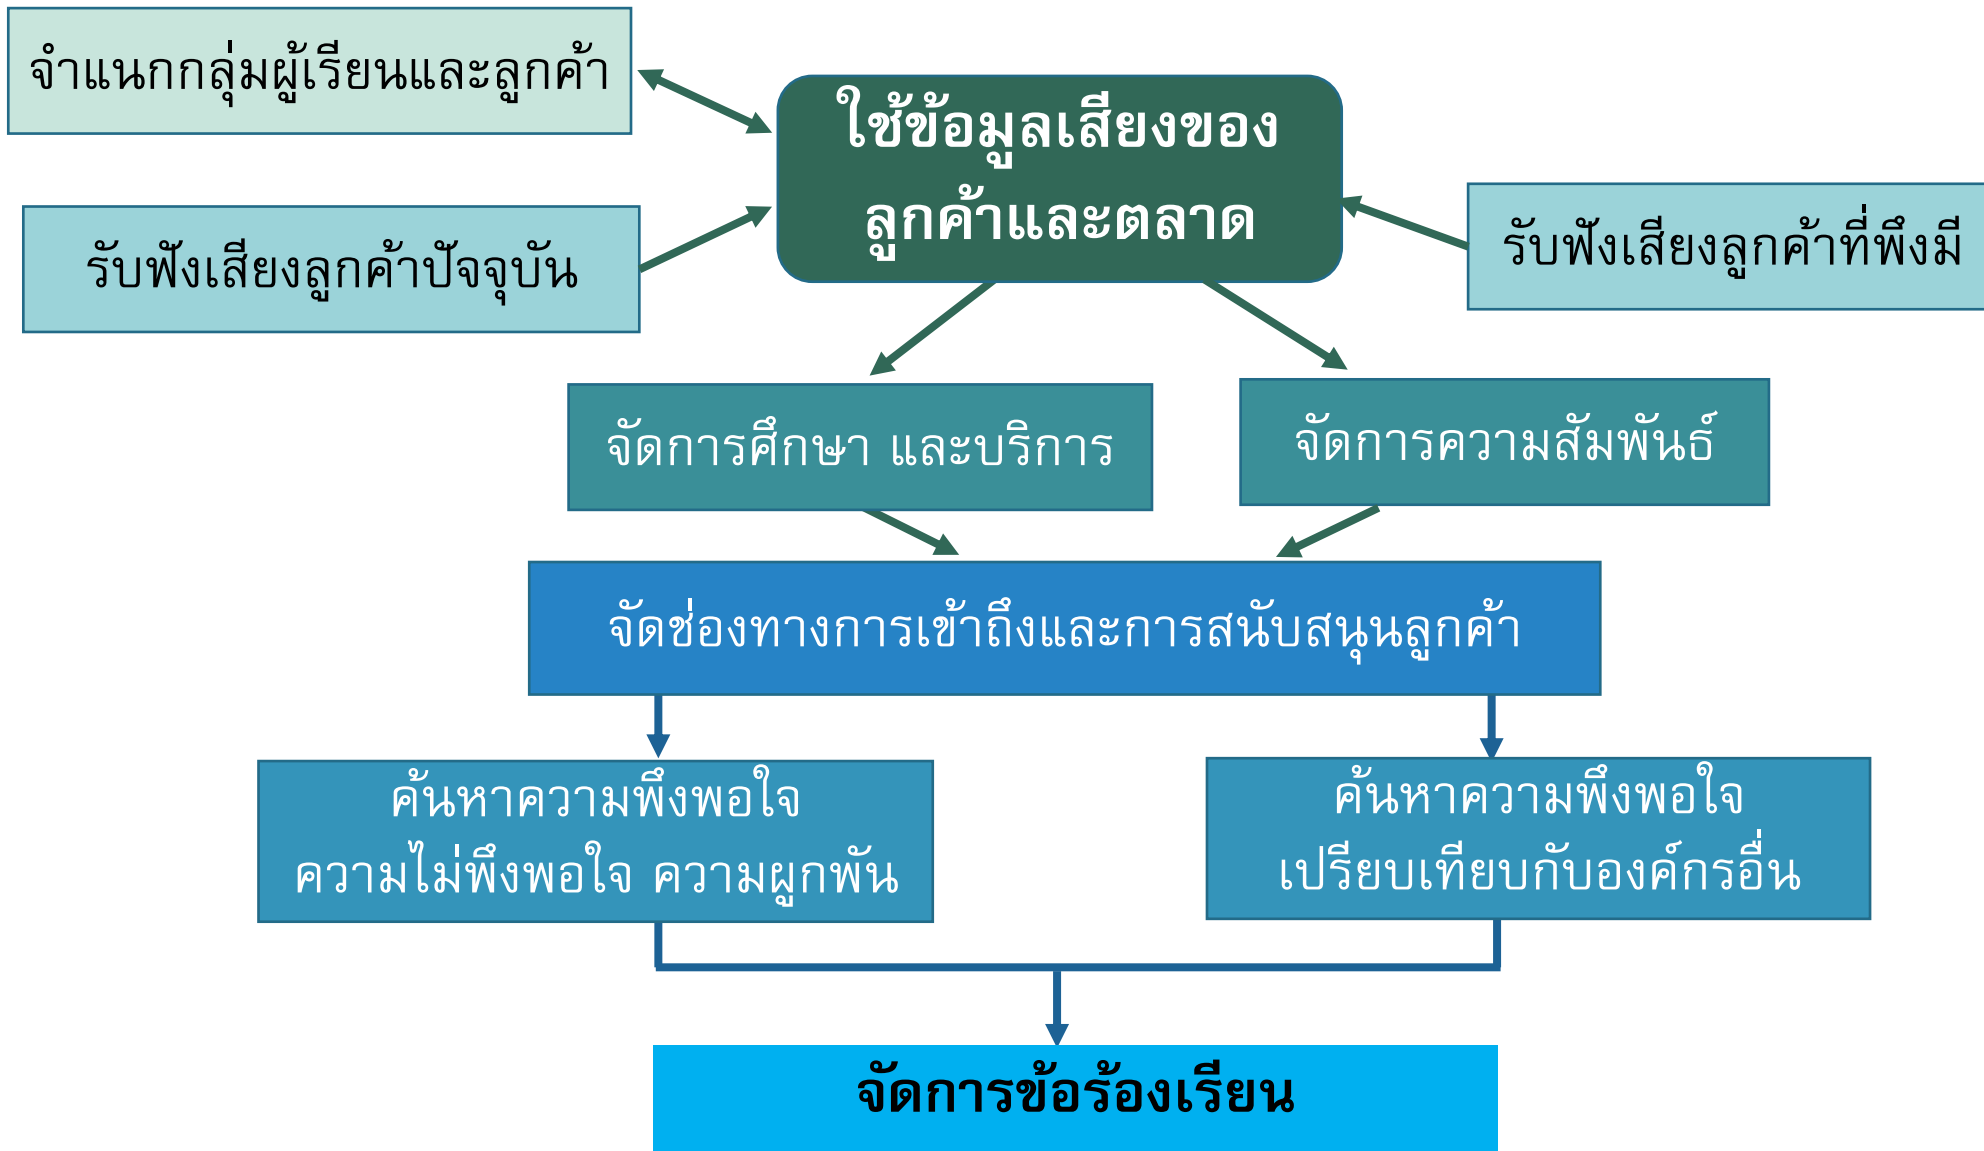 จำแนกกลุ่มผู้เรียนและลูกค้า
ใช้ข้อมูลเสียงของ
ลูกค้าและตลาด
รับฟังเสียงลูกค้าปัจจุบัน
รับฟังเสียงลูกค้าที่พึงมี
จัดการศึกษา และบริการ
จัดการความสัมพันธ์
จัดช่องทางการเข้าถึงและการสนับสนุนลูกค้า
ค้นหาความพึงพอใจ
ความไม่พึงพอใจ ความผูกพัน
ค้นหาความพึงพอใจ
เปรียบเทียบกับองค์กรอื่น
จัดการข้อร้องเรียน